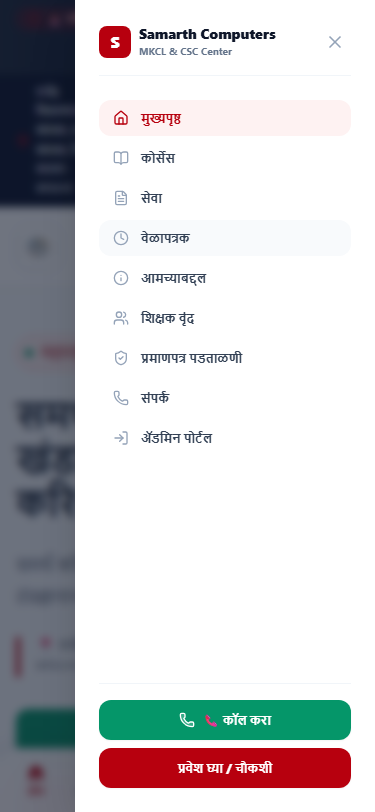 S
Samarth Computers
MKCL & CSC Center
मुख्यपृष्ठ
कोर्सेस
सेवा
वेळापत्रक
आमच्याबद्दल
शिक्षक वृंद
प्रमाणपत्र पडताळणी
संपर्क
ॲडमिन पोर्टल
कॉल करा
प्रवेश घ्या / चौकशी